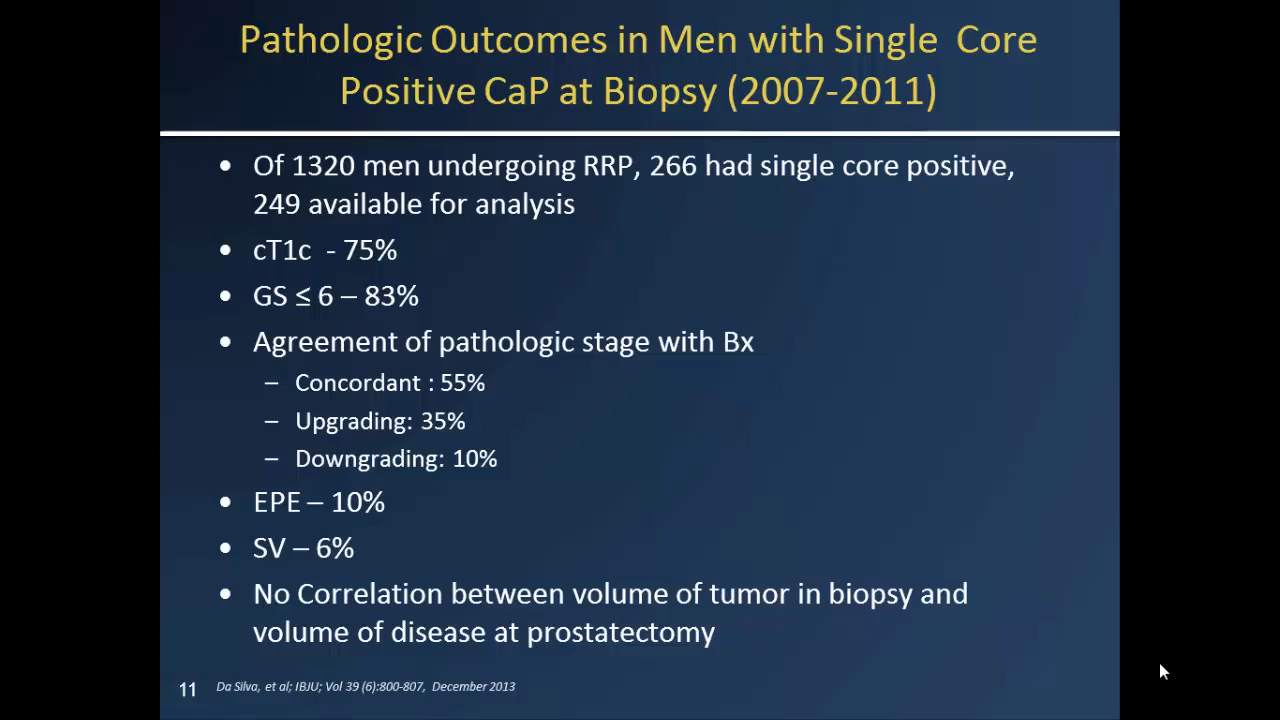 Pathologic Outcomes in Men with Single Core
Positive CaP at Biopsy (2007-2011)
• Of 1320 men undergoing RRP, 266 had single core positive,
249 available for analysis
• cT1c - 75%
• GS ≤ 6 – 83%
• Agreement of pathologic stage with Bx
– Concordant : 55%
– Upgrading: 35%
– Downgrading: 10%
• EPE – 10%
• SV – 6%
• No Correlation between volume of tumor in biopsy and
volume of disease at prostatectomy
11 Da Silva, et al; IBJU; Vol 39 (6):800-807, December 2013